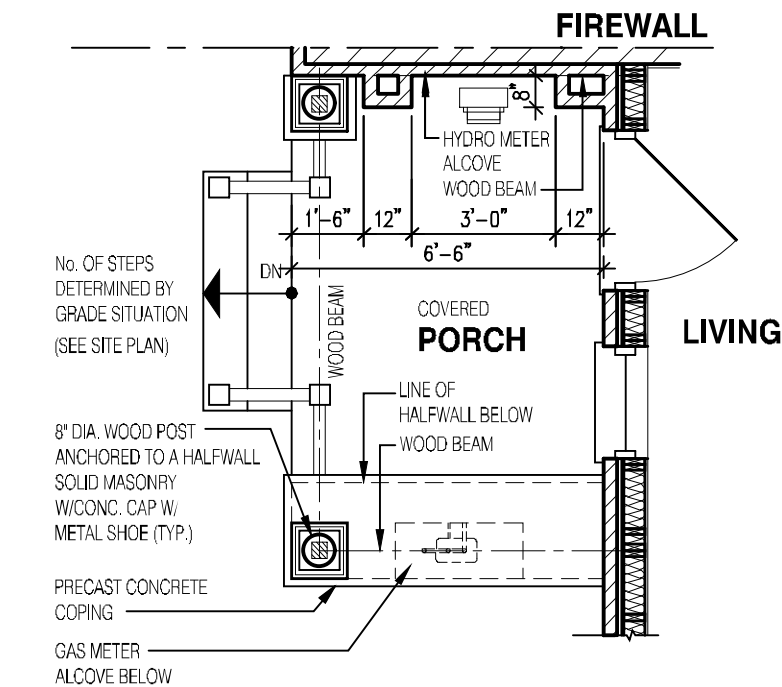 FIREWALL
8"
HYDRO METER
ALCOVE
WOOD BEAM
1'-6" 12" 3'-0" 12"
6'-6"
DN
No. OF STEPS
DETERMINED BY
GRADE SITUATION
(SEE SITE PLAN)
WOOD BEAM
COVERED
PORCH
LIVING
LINE OF
HALFWALL BELOW
WOOD BEAM
8" DIA. WOOD POST
ANCHORED TO A HALFWALL
SOLID MASONRY
W/CONC. CAP W/
METAL SHOE (TYP.)
PRECAST CONCRETE
COPING
GAS METER
ALCOVE BELOW